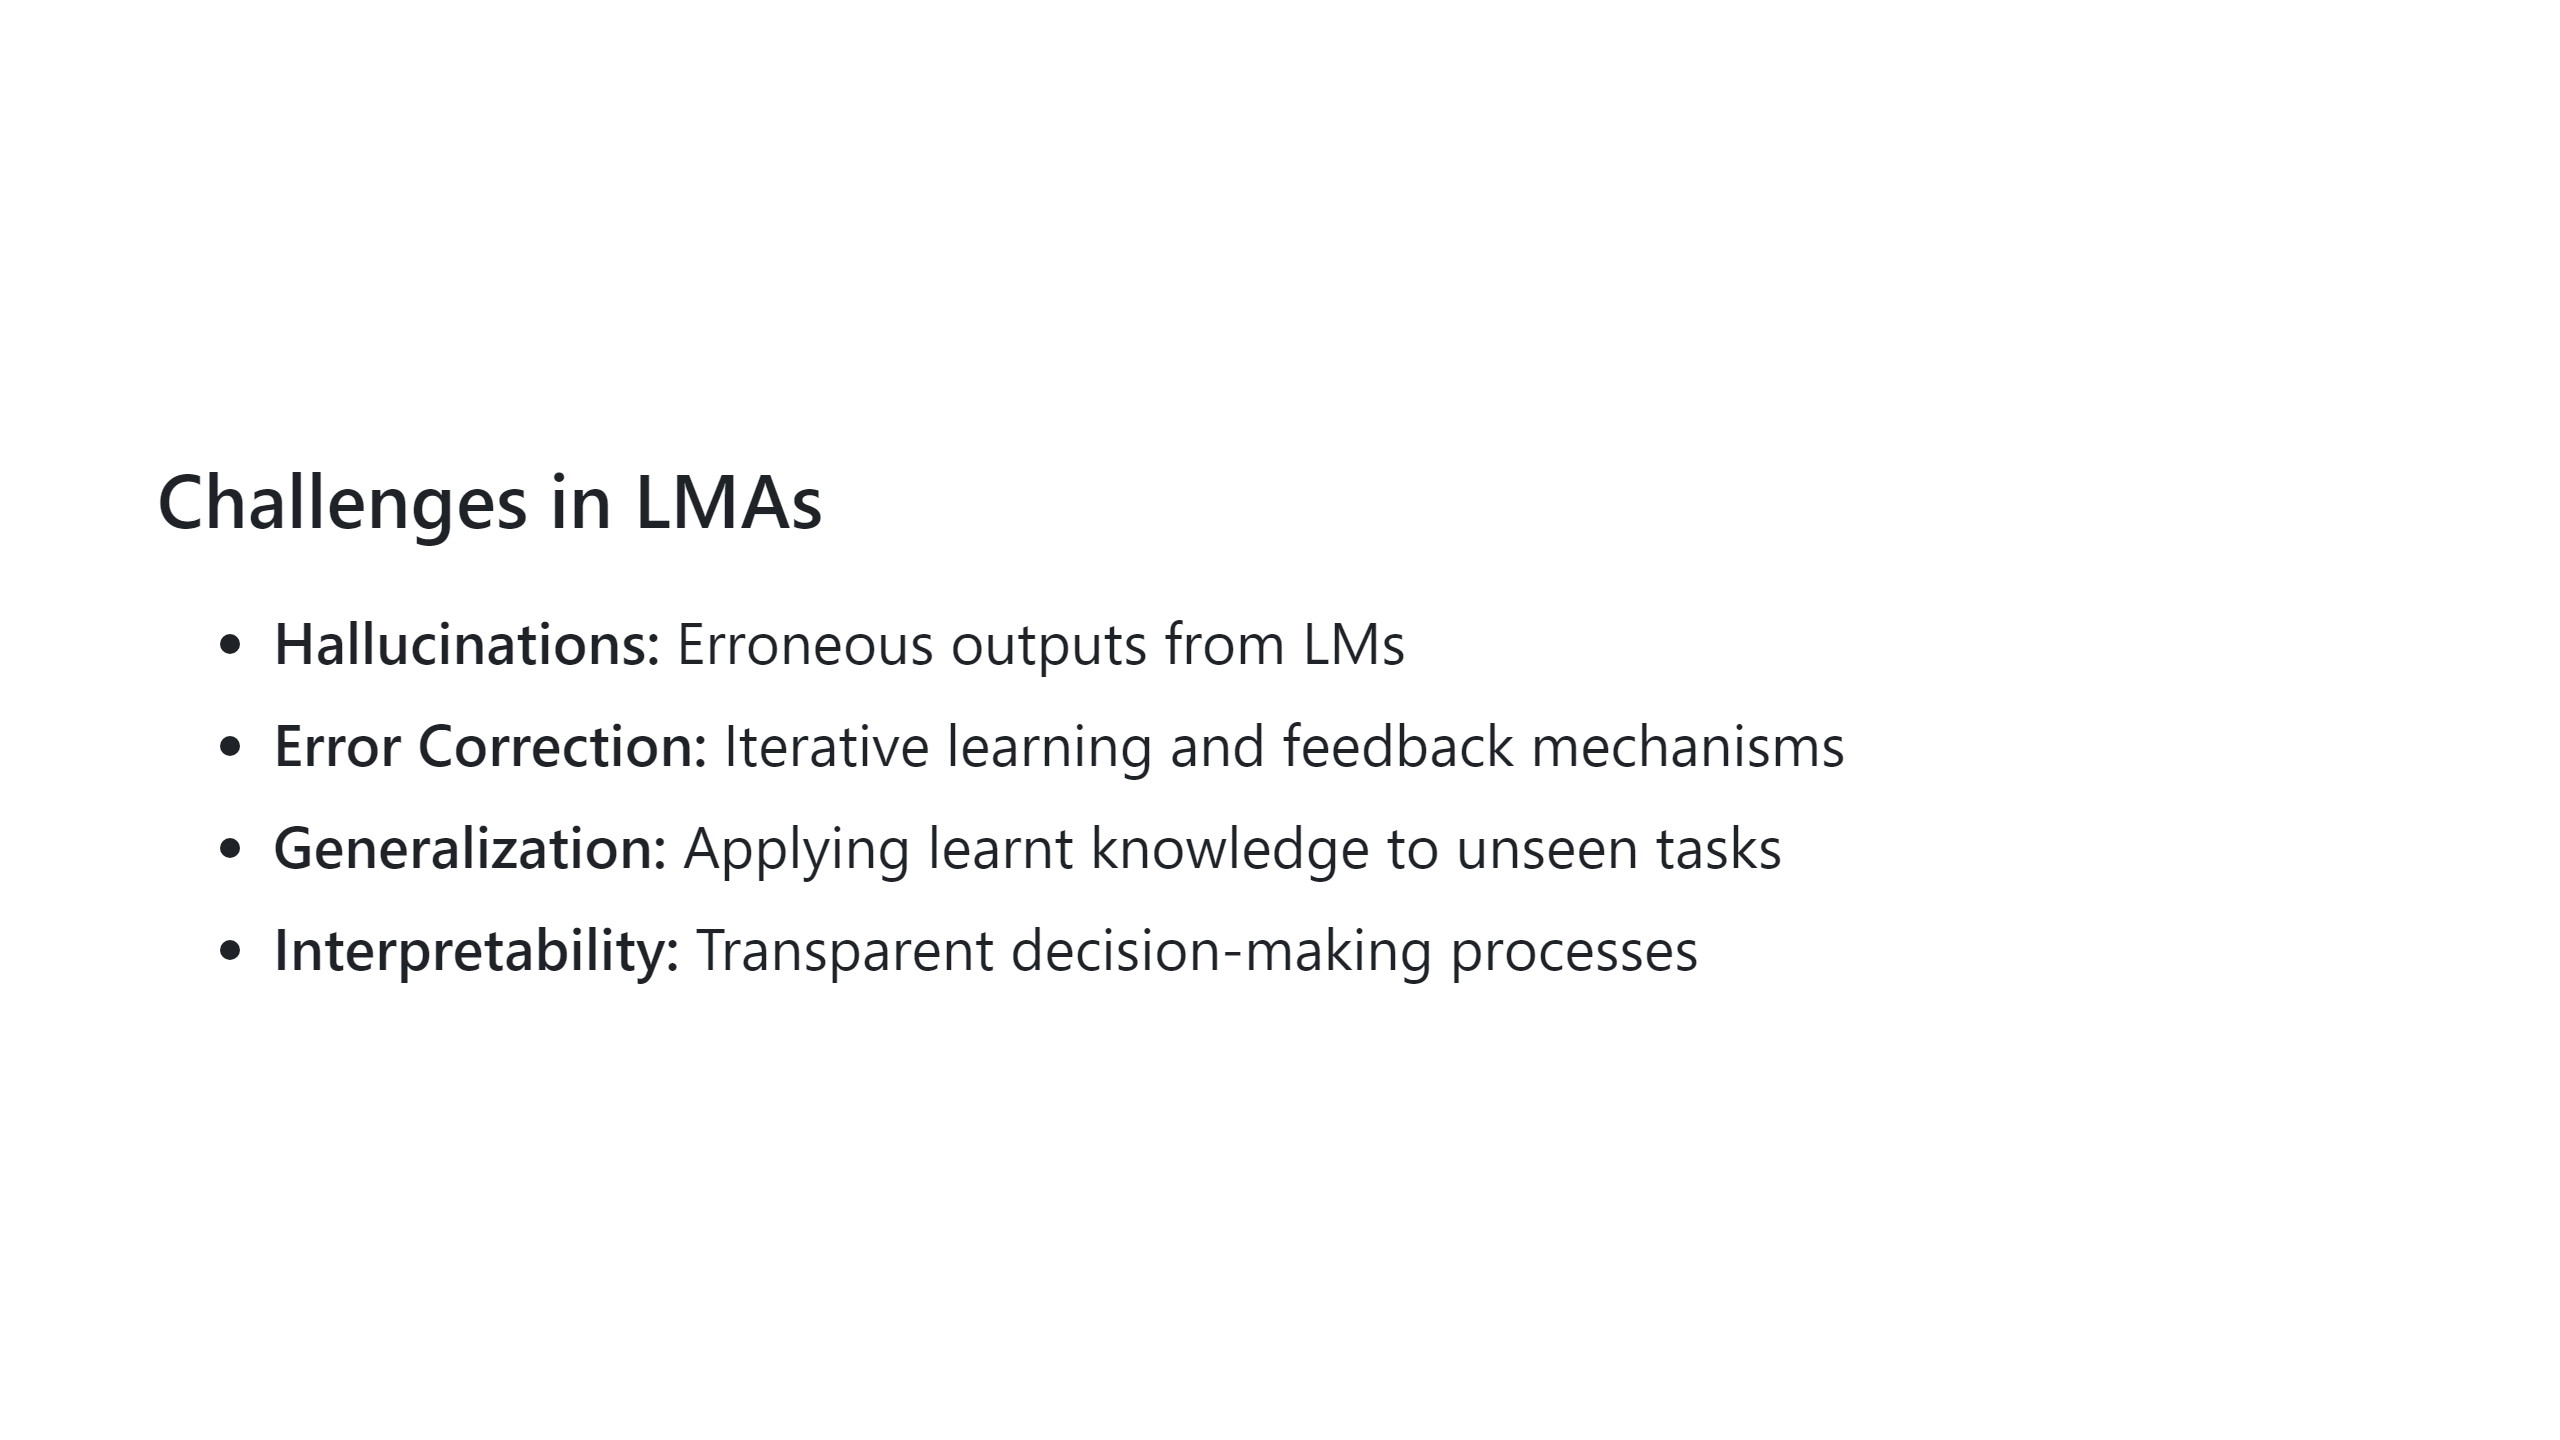 Challenges in LMAs
• Hallucinations: Erroneous outputs from LMs
• Error Correction: Iterative learning and feedback mechanisms
• Generalization: Applying learnt knowledge to unseen tasks
• Interpretability: Transparent decision-making processes